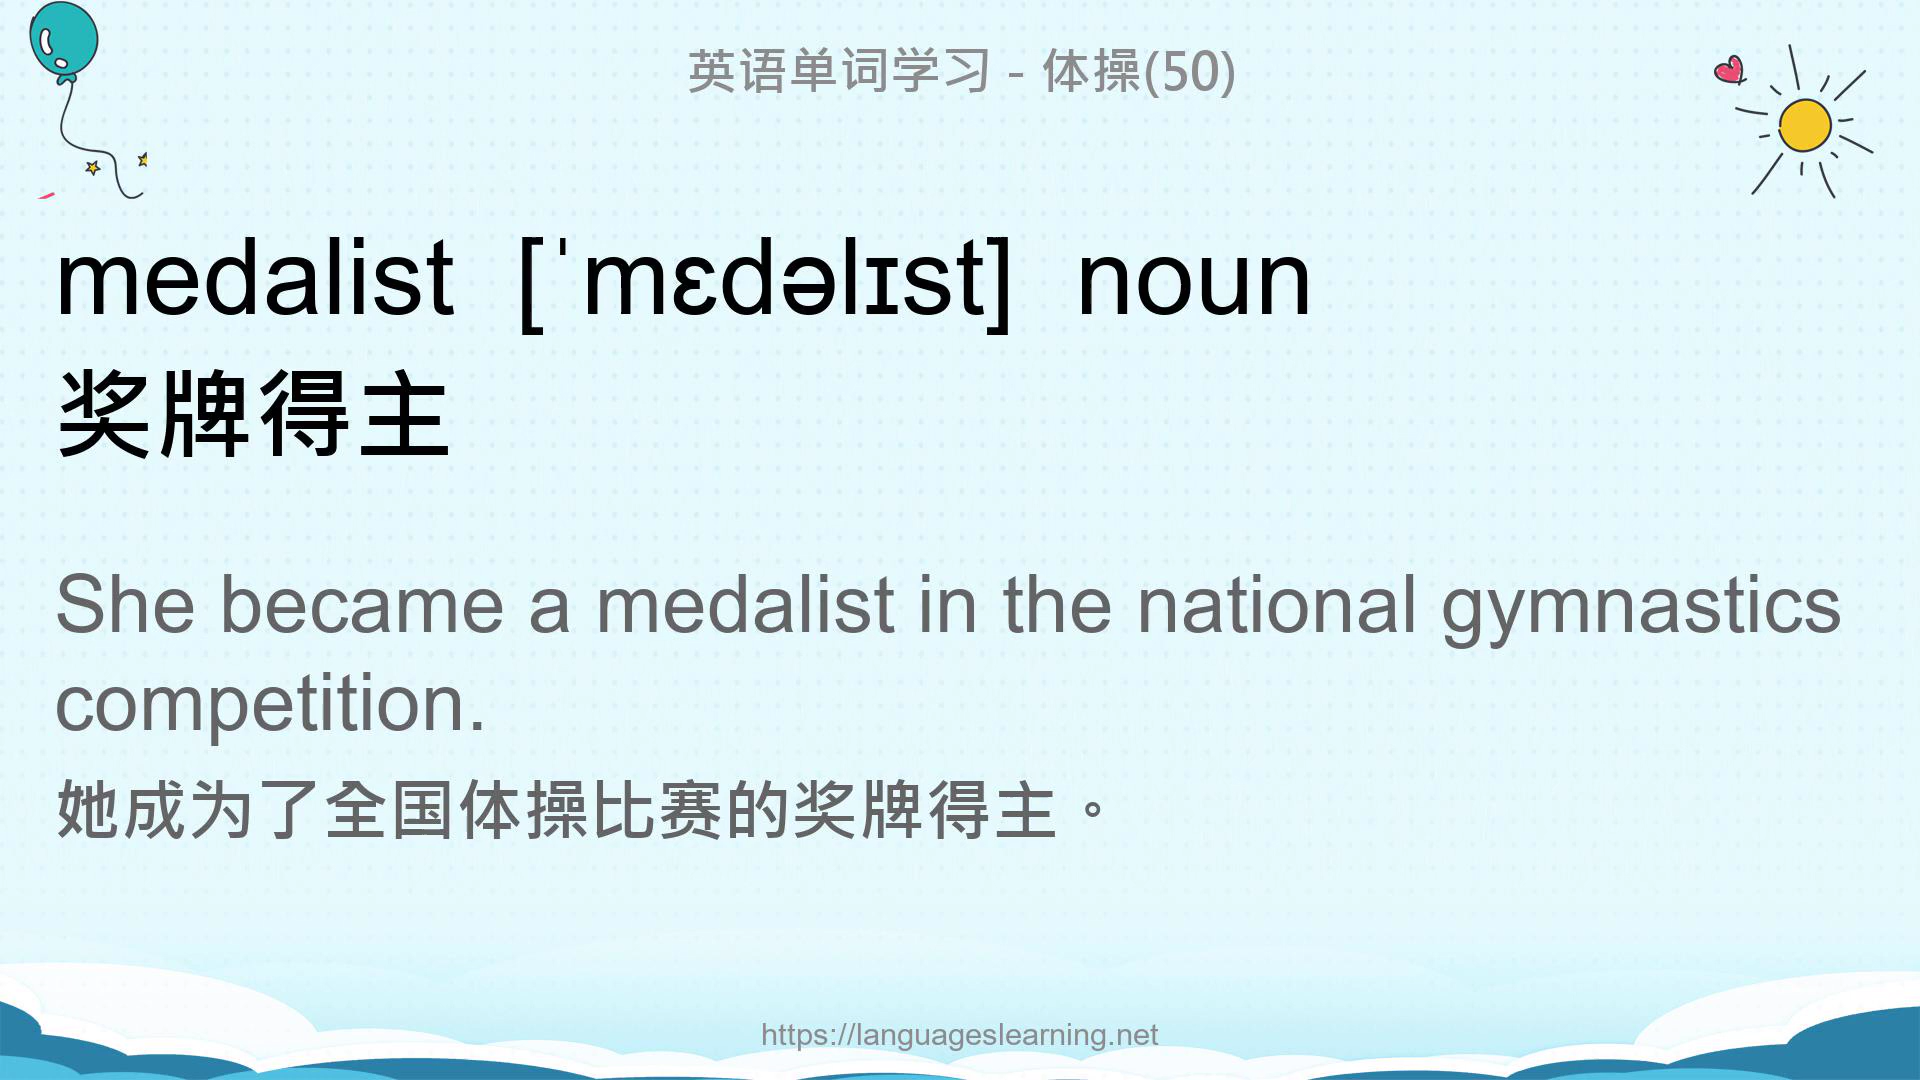 英语单词学习 - 体操(50)
medalist [ˈmɛdəlɪst] noun
奖牌得主
She became a medalist in the national gymnastics
competition.
她成为了全国体操比赛的奖牌得主。
https://languageslearning.net